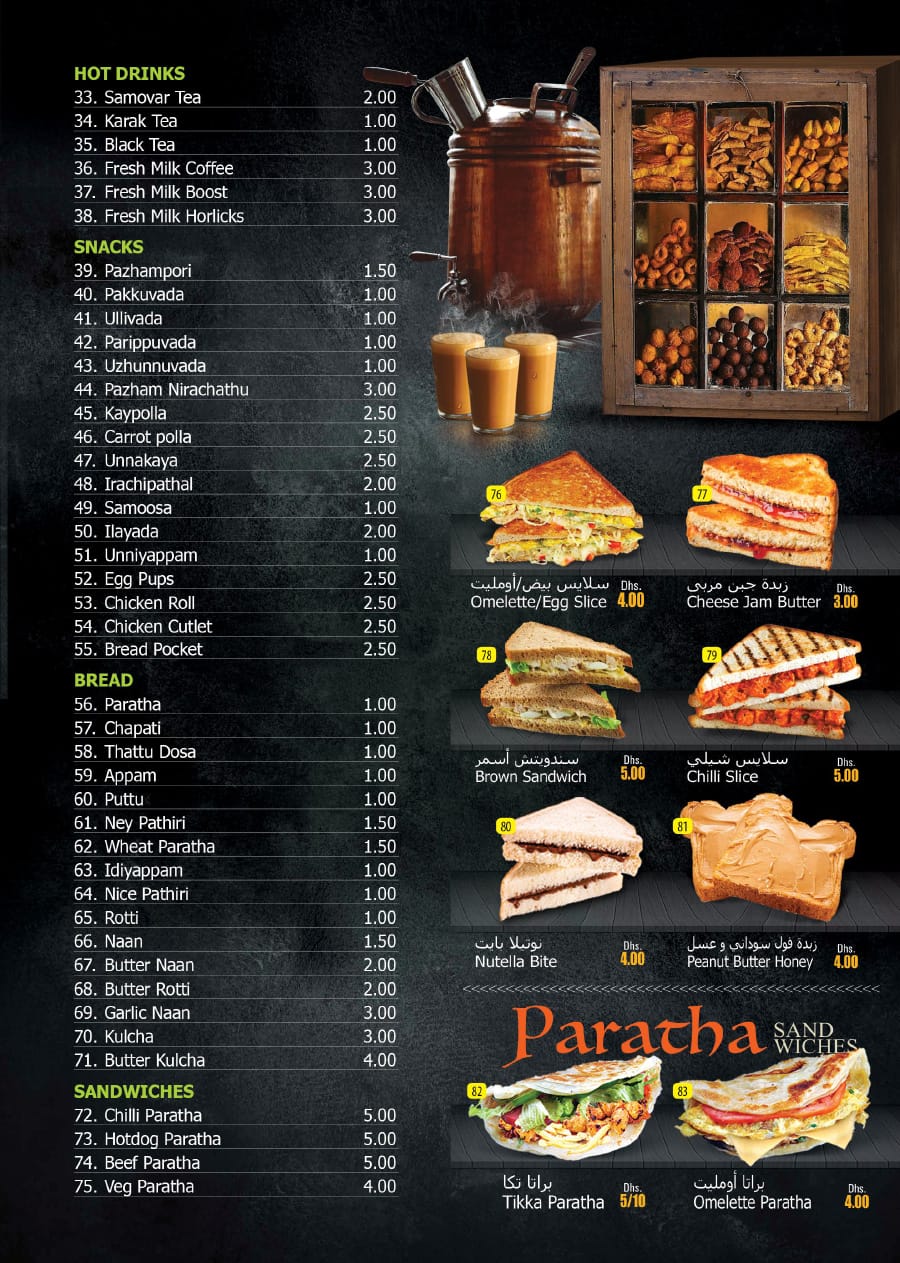 HOT DRINKS
33. Samovar Tea 2.00
34. Karak Tea 1.00
35. Black Tea 1.00
36. Fresh Milk Coffee 3.00
37. Fresh Milk Boost 3.00
38. Fresh Milk Horlicks 3.00
SNACKS
39. Pazhampori 1.50
40. Pakkuvada 1.00
41. Ullivada 1.00
42. Parippuvada 1.00
43. Uzhunnuvada 1.00
44. Pazham Nirachathu 3.00
45. Kaypolla 2.50
46. Carrot polla 2.50
47. Unnakaya 2.50
48. Irachipathal 2.00
49. Samoosa 1.00
50. Ilayada 2.00
51. Unniyappam 1.00
52. Egg Pups 2.50
53. Chicken Roll 2.50
54. Chicken Cutlet 2.50
55. Bread Pocket 2.50
BREAD
56. Paratha 1.00
57. Chapati 1.00
58. Thattu Dosa 1.00
59. Appam 1.00
60. Puttu 1.00
61. Ney Pathiri 1.50
62. Wheat Paratha 1.50
63. Idiyappam 1.00
64. Nice Pathiri 1.00
65. Rotti 1.00
66. Naan 1.50
67. Butter Naan 2.00
68. Butter Rotti 2.00
69. Garlic Naan 3.00
70. Kulcha 3.00
71. Butter Kulcha 4.00
SANDWICHES
72. Chilli Paratha 5.00
73. Hotdog Paratha 5.00
74. Beef Paratha 5.00
75. Veg Paratha 4.00
76
سلايس بيض/أومليت Dhs.
Omelette/Egg Slice 4.00
77
زبدة جبن مربى Dhs.
Cheese Jam Butter 3.00
78
سندويتش أسمر Dhs.
Brown Sandwich 5.00
79
سلايس شيلي Dhs.
Chilli Slice 5.00
80
نوتيلا بايت Dhs.
Nutella Bite 4.00
81
زبدة فول سوداني و عسل Dhs.
Peanut Butter Honey 4.00
Paratha SAND
WICHES
82
براتا تكا Dhs.
Tikka Paratha 5/10
83
براتا أومليت Dhs.
Omelette Paratha 4.00